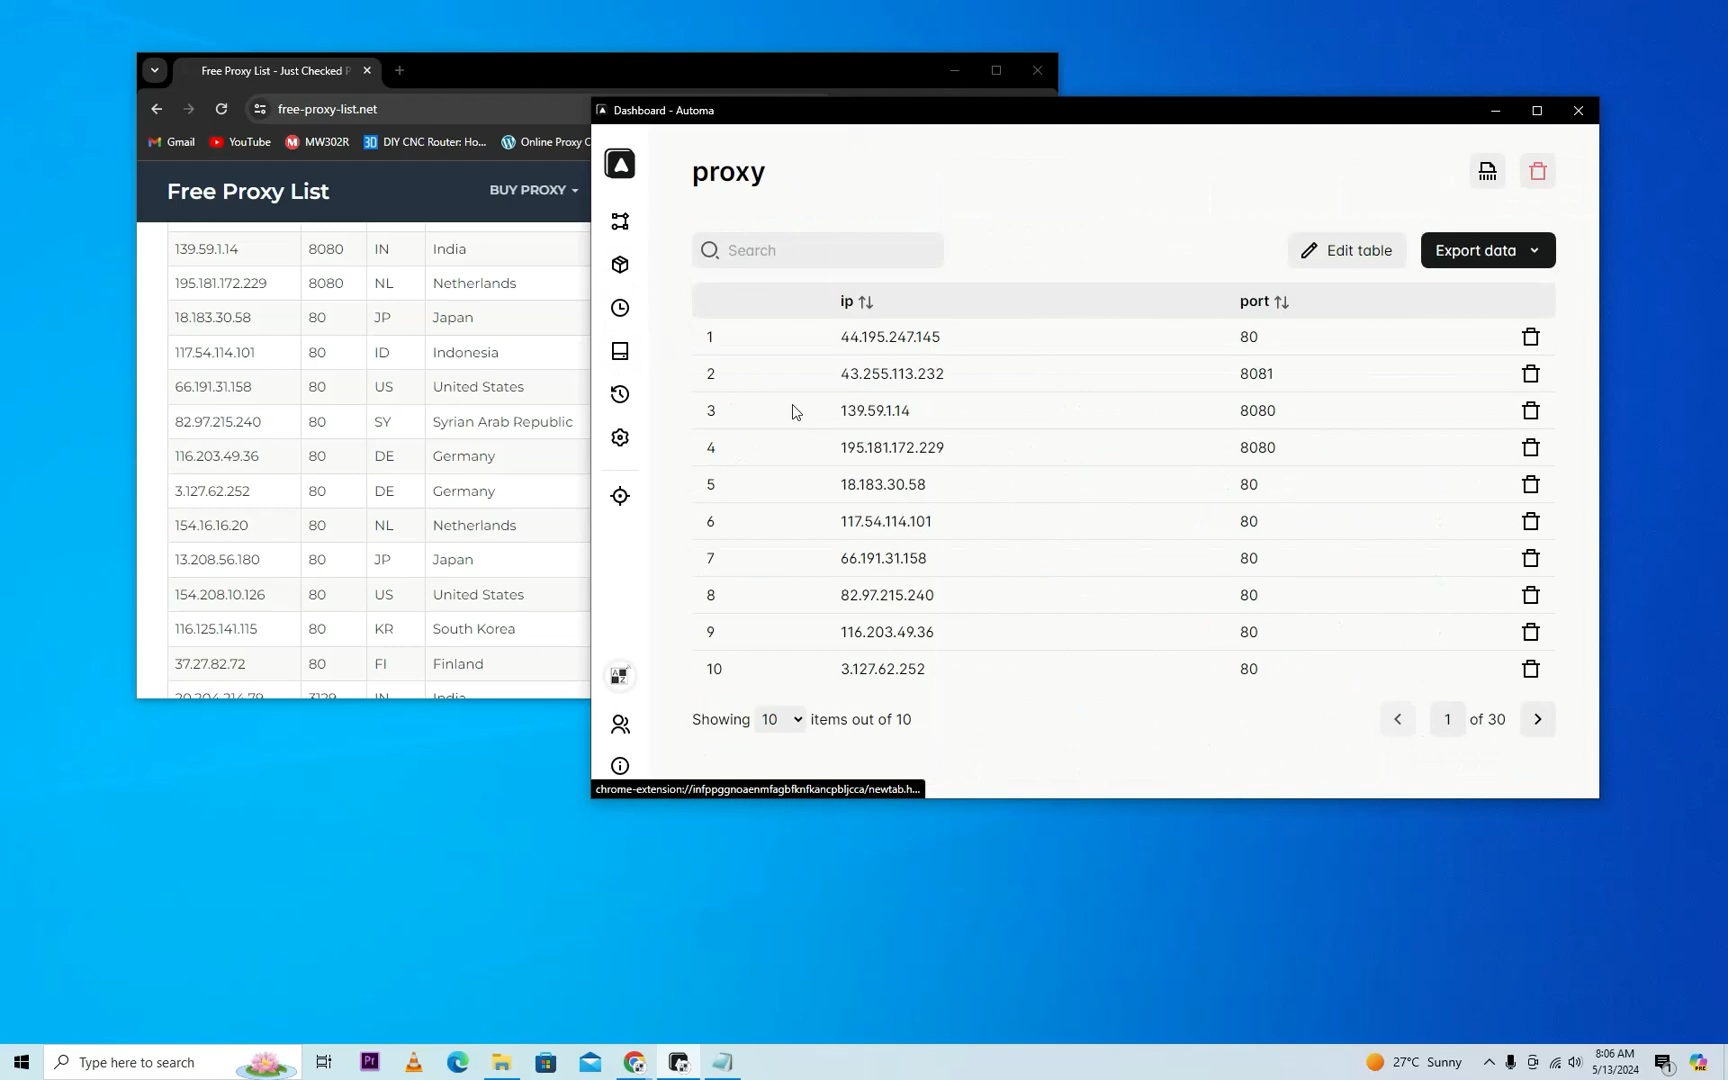 Free Proxy List - Just Checked P
free-proxy-list.net
Gmail YouTube MW302R DIY CNC Router: Ho... Online Proxy C
Free Proxy List BUY PROXY
139.59.1.14 8080 IN India
195.181.172.229 8080 NL Netherlands
18.183.30.58 80 JP Japan
117.54.114.101 80 ID Indonesia
66.191.31.158 80 US United States
82.97.215.240 80 SY Syrian Arab Republic
116.203.49.36 80 DE Germany
3.127.62.252 80 DE Germany
154.16.16.20 80 NL Netherlands
13.208.56.180 80 JP Japan
154.208.10.126 80 US United States
116.125.141.115 80 KR South Korea
37.27.82.72 80 FI Finland
20.204.214.79 3129 IN India
Dashboard - Automa
proxy
Search Edit table Export data
ip port
1 44.195.247.145 80
2 43.255.113.232 8081
3 139.59.1.14 8080
4 195.181.172.229 8080
5 18.183.30.58 80
6 117.54.114.101 80
7 66.191.31.158 80
8 82.97.215.240 80
9 116.203.49.36 80
10 3.127.62.252 80
Showing 10 items out of 10 1 of 30
chrome-extension://infppggnoaenmfagbfknfkancpbljcca/newtab.h...
Type here to search
27°C Sunny
8:06 AM
5/13/2024